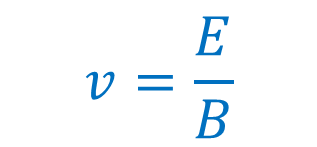 v = E/B